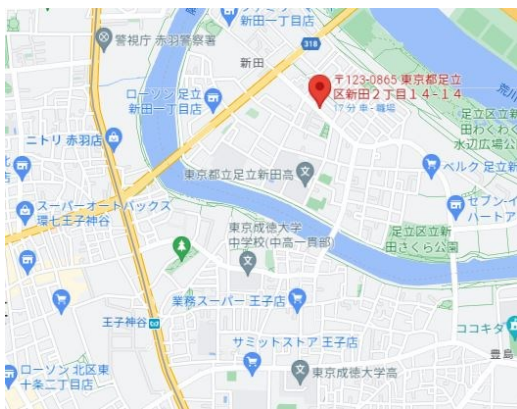 新田一丁目店
警視庁 赤羽警察署
318
新田
〒123-0865 東京都足立
区新田2丁目14-14
17分 車-職場
ローソン 足立
新田一丁目店
足立区立新
田わくわく
水辺広場公
ニトリ 赤羽店
ベルク 足立新
東京都立足立新田高
スーパーオートバックス
環七王子神谷
セブン-イ
ハートア
東京成徳大学
中学校(中高一貫部)
足立区立新
田さくら公園
業務スーパー 王子店
王子神谷
サミットストア 王子店
ココキタ
豊島
ローソン 北区東
十条二丁目店
東京成徳大学高